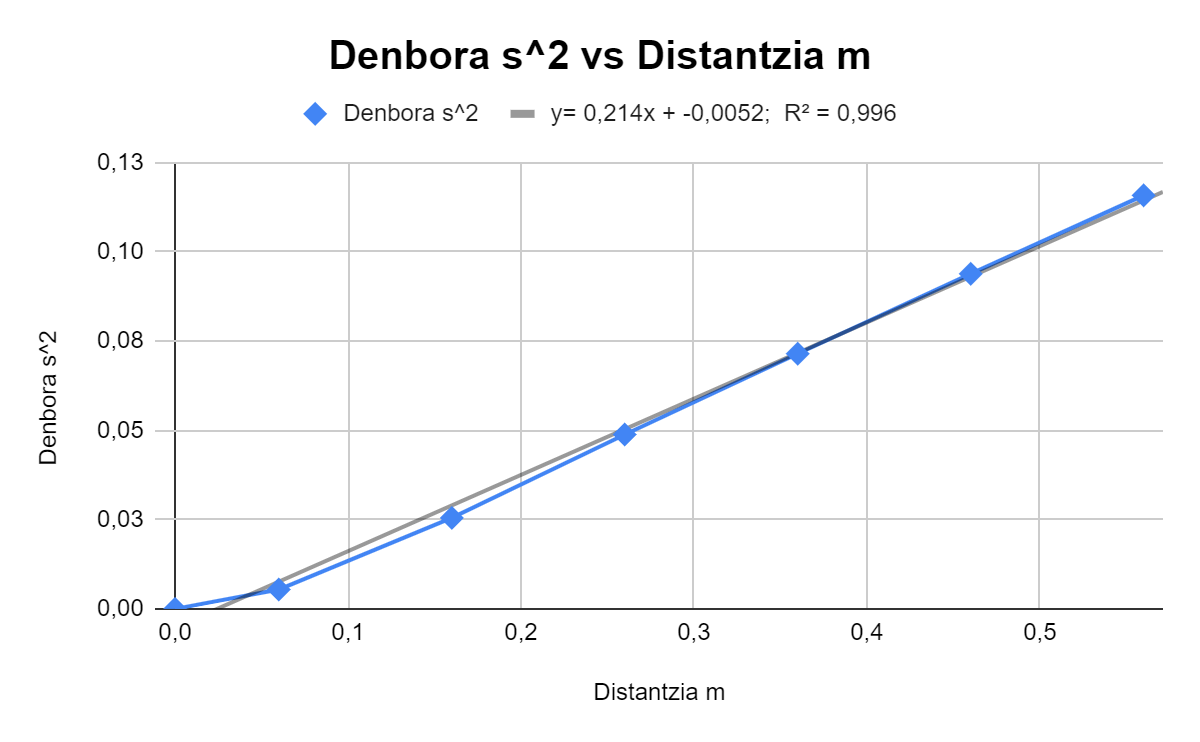 Denbora s^2 vs Distantzia m
Denbora s^2
y= 0,214x + -0,0052;  R² = 0,996
0,13
0,10
0,08
0,05
0,03
0,00
Denbora s^2
0,0
0,1
0,2
0,3
0,4
0,5
Distantzia m